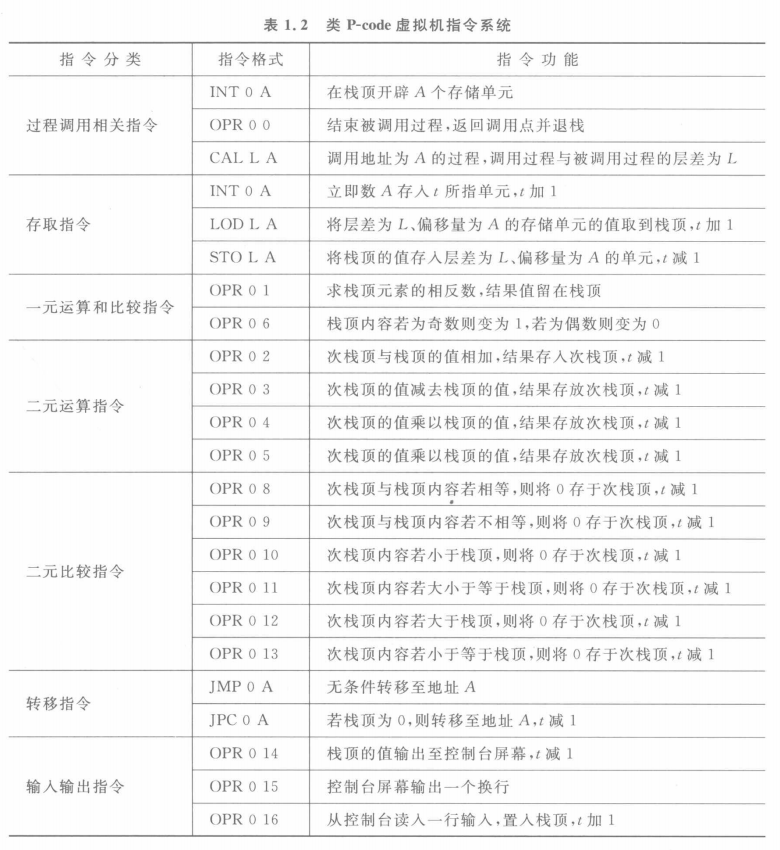 表 1.2 类 P-code 虚拟机指令系统
指令分类 指令格式 指令功能
过程调用相关指令 INT 0 A 在栈顶开辟 A 个存储单元
OPR 0 0 结束被调用过程,返回调用点并退栈
CAL L A 调用地址为 A 的过程,调用过程与被调用过程的层差为 L
存取指令 INT 0 A 立即数 A 存入 t 所指单元,t 加 1
LOD L A 将层差为 L、偏移量为 A 的存储单元的值取到栈顶,t 加 1
STO L A 将栈顶的值存入层差为 L、偏移量为 A 的单元,t 减 1
一元运算和比较指令 OPR 0 1 求栈顶元素的相反数,结果值留在栈顶
OPR 0 6 栈顶内容若为奇数则变为 1,若为偶数则变为 0
二元运算指令 OPR 0 2 次栈顶与栈顶的值相加,结果存入次栈顶,t 减 1
OPR 0 3 次栈顶的值减去栈顶的值,结果存放次栈顶,t 减 1
OPR 0 4 次栈顶的值乘以栈顶的值,结果存放次栈顶,t 减 1
OPR 0 5 次栈顶的值乘以栈顶的值,结果存放次栈顶,t 减 1
二元比较指令 OPR 0 8 次栈顶与栈顶内容若相等,则将 0 存于次栈顶,t 减 1
OPR 0 9 次栈顶与栈顶内容若不相等,则将 0 存于次栈顶,t 减 1
OPR 0 10 次栈顶内容若小于栈顶,则将 0 存于次栈顶,t 减 1
OPR 0 11 次栈顶内容若大小于等于栈顶,则将 0 存于次栈顶,t 减 1
OPR 0 12 次栈顶内容若大于栈顶,则将 0 存于次栈顶,t 减 1
OPR 0 13 次栈顶内容若小于等于栈顶,则将 0 存于次栈顶,t 减 1
转移指令 JMP 0 A 无条件转移至地址 A
JPC 0 A 若栈顶为 0,则转移至地址 A,t 减 1
输入输出指令 OPR 0 14 栈顶的值输出至控制台屏幕,t 减 1
OPR 0 15 控制台屏幕输出一个换行
OPR 0 16 从控制台读入一行输入,置入栈顶,t 加 1